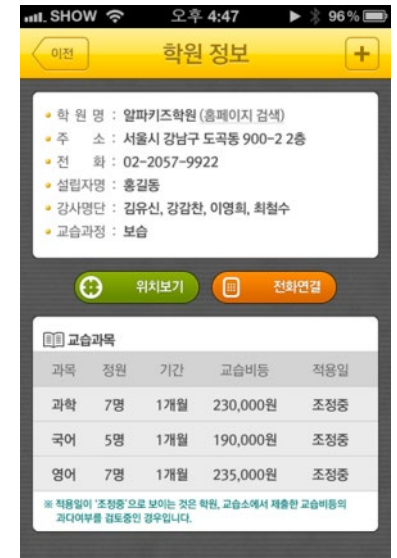 SHOW 오후 4:47 96%
이전 학원 정보 +
학 원 명 : 알파키즈학원 (홈페이지 검색)
주 소 : 서울시 강남구 도곡동 900-2 2층
전 화 : 02-2057-9922
설립자명 : 홍길동
강사명단 : 김유신, 강감찬, 이영희, 최철수
교습과정 : 보습
위치보기 전화연결
교습과목
과목 정원 기간 교습비등 적용일
과학 7명 1개월 230,000원 조정중
국어 5명 1개월 190,000원 조정중
영어 7명 1개월 235,000원 조정중
※ 적용일이 '조정중'으로 보이는 것은 학원, 교습소에서 제출한 교습비등의
과다여부를 검토중인 경우입니다.